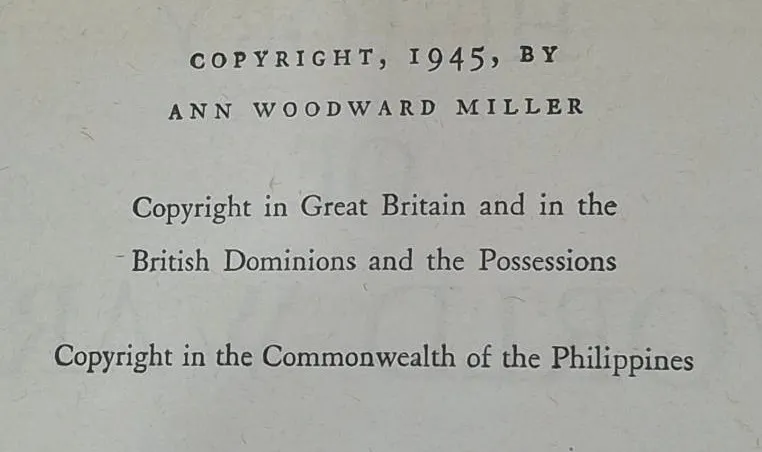 COPYRIGHT, 1945, BY
ANN WOODWARD MILLER
Copyright in Great Britain and in the
British Dominions and the Possessions
Copyright in the Commonwealth of the Philippines